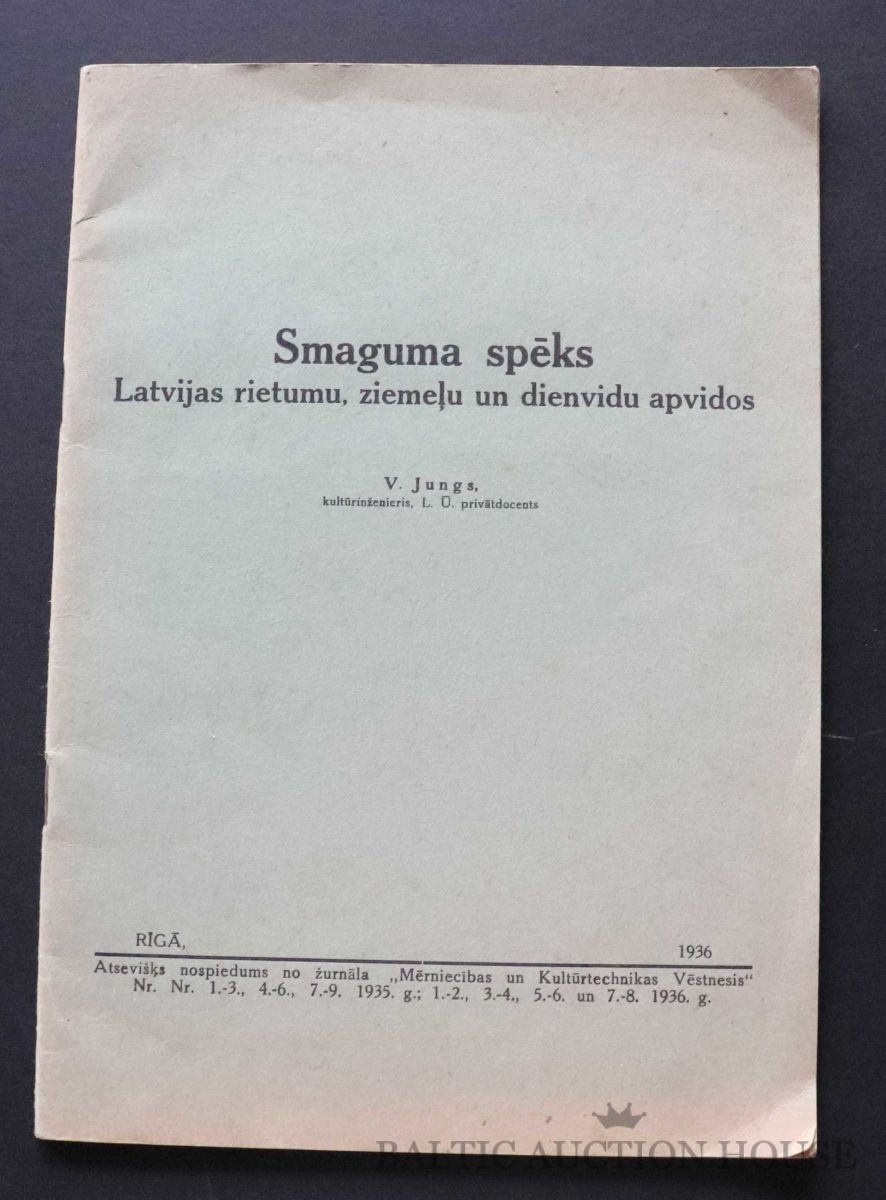 Smaguma spēks
Latvijas rietumu, ziemeļu un dienvidu apvidos
V. Jungs,
kultūrinženieris, L. Ū. privātdocents
RĪGĀ, 1936
Atsevišķs nospiedums no žurnāla „Mērniecības un Kultūrtechnikas Vēstnesis“
Nr. Nr. 1.-3., 4.-6., 7.-9. 1935. g.; 1.-2., 3.-4., 5.-6. un 7.-8. 1936. g.
BALTIC AUCTION HOUSE